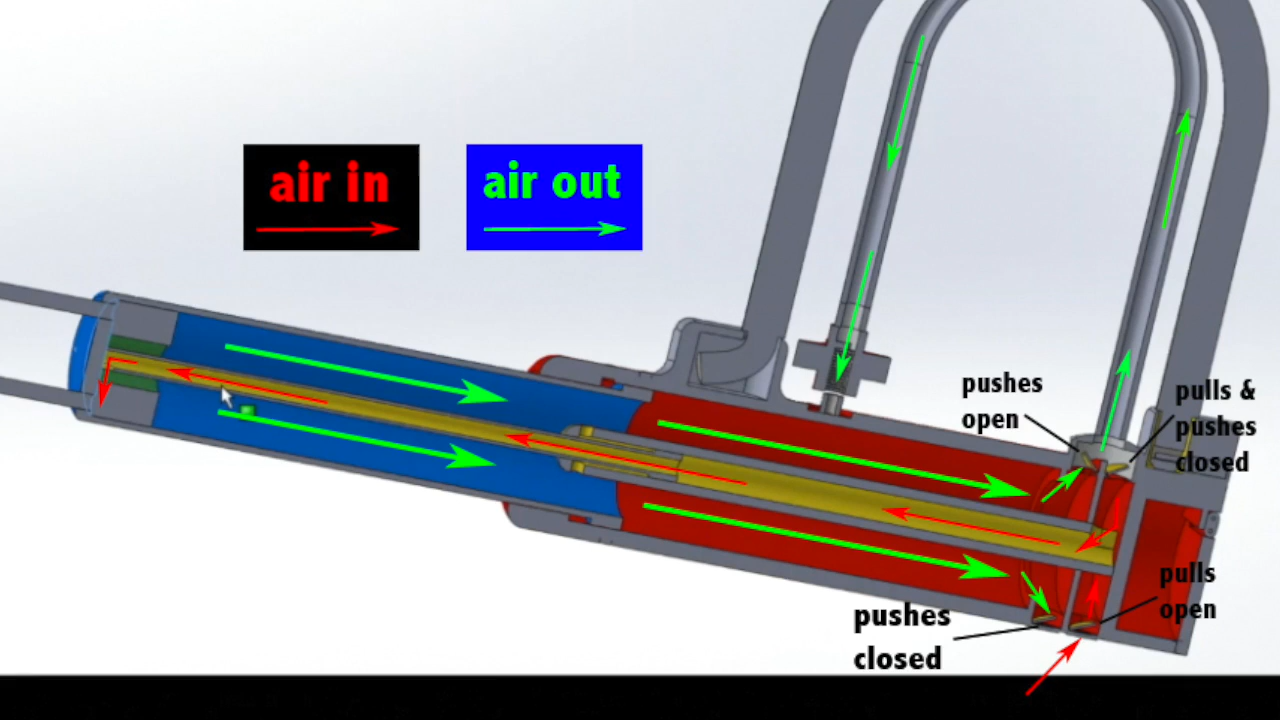 air in
air out
pushes
open
pulls &
pushes
closed
pulls
open
pushes
closed